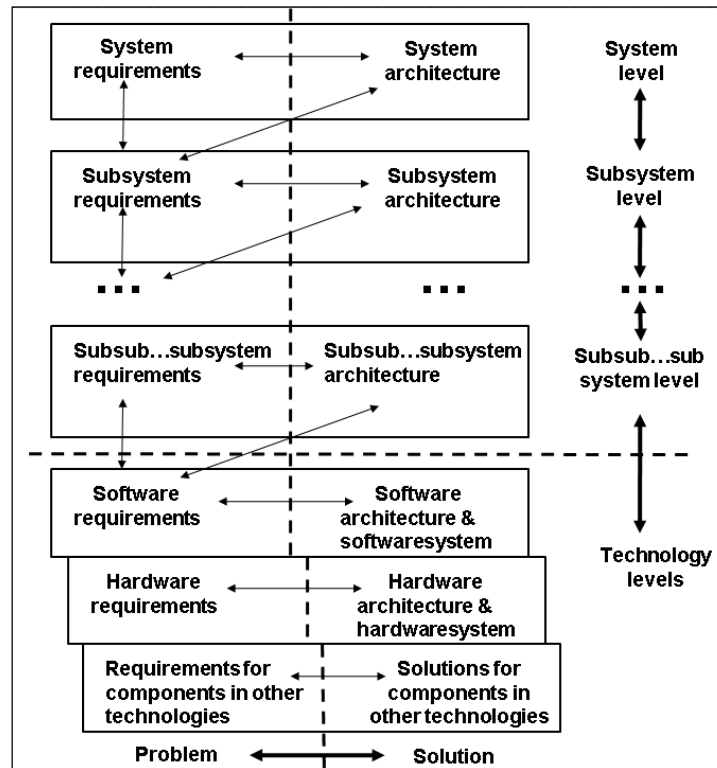 System
requirements
System
architecture
System
level
Subsystem
requirements
Subsystem
architecture
Subsystem
level
...
...
...
Subsub...subsystem
requirements
Subsub...subsystem
architecture
Subsub...sub
system level
Software
requirements
Software
architecture &
softwaresystem
Technology
levels
Hardware
requirements
Hardware
architecture &
hardwaresystem
Requirements for
components in other
technologies
Solutions for
components in
other technologies
Problem
Solution